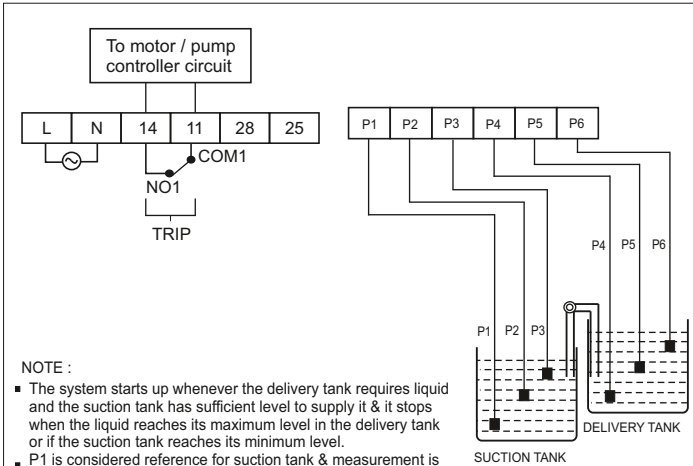 To motor / pump
controller circuit
L N 14 11 28 25
COM1
NO1
TRIP
P1 P2 P3 P4 P5 P6
P4 P5 P6
P1 P2 P3
DELIVERY TANK
SUCTION TANK
NOTE :
▪ The system starts up whenever the delivery tank requires liquid
and the suction tank has sufficient level to supply it & it stops
when the liquid reaches its maximum level in the delivery tank
or if the suction tank reaches its minimum level.
▪ P1 is considered reference for suction tank & measurement is